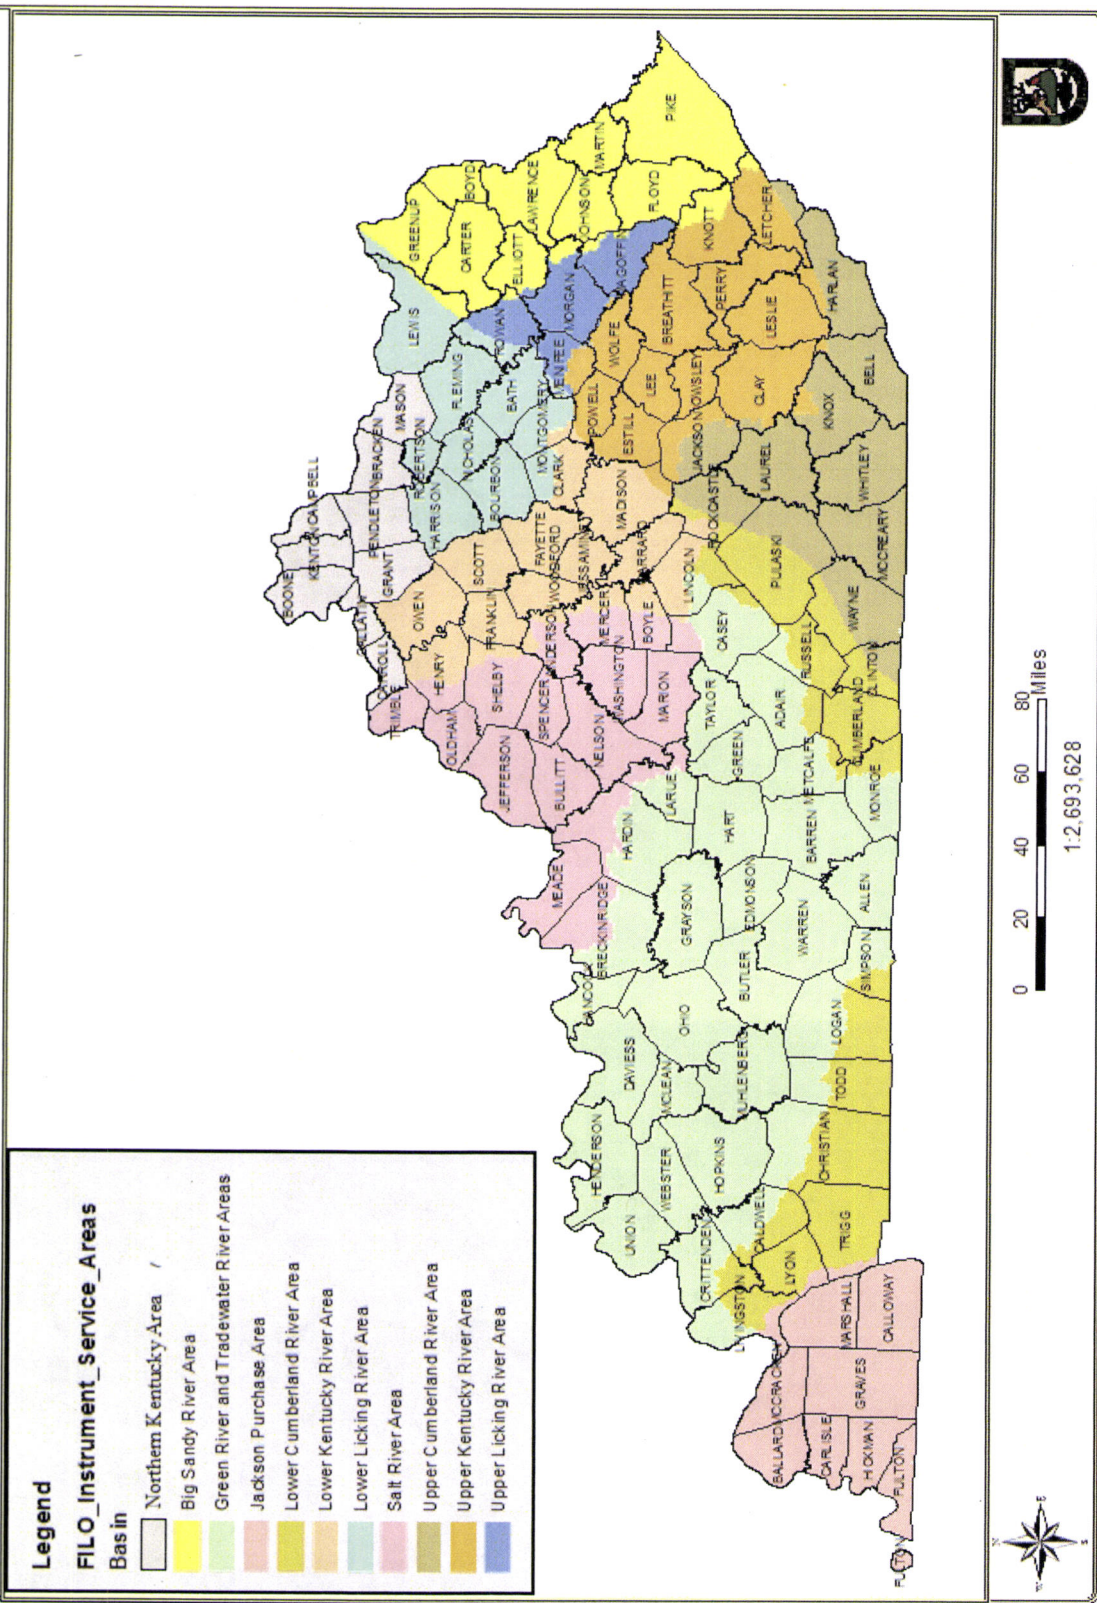 Legend
FILO_Instrument_Service_Areas
Basin
Northern Kentucky Area
Big Sandy River Area
Green River and Tradewater River Areas
Jackson Purchase Area
Lower Cumberland River Area
Lower Kentucky River Area
Lower Licking River Area
Salt River Area
Upper Cumberland River Area
Upper Kentucky River Area
Upper Licking River Area
BOONE
KENTON
CAMPBELL
GALLATIN
GRANT
PENDLETON
BRACKEN
MASON
CARROLL
TRIMBLE
OWEN
HARRISON
ROBERTSON
LEWIS
GREENUP
HENRY
OLDHAM
SCOTT
NICHOLAS
FLEMING
CARTER
BOYD
SHELBY
FRANKLIN
BOURBON
BATH
ROWAN
ELLIOTT
LAWRENCE
JEFFERSON
SPENCER
ANDERSON
WOODSFORD
FAYETTE
CLARK
MONTGOMERY
MENIFEE
MORGAN
JOHNSON
MARTIN
MEADE
BULLITT
NELSON
WASHINGTON
MERCER
JESSAMINE
MADISON
POWELL
WOLFE
MAGOFFIN
FLOYD
PIKE
HANCOCK
BRECKINRIDGE
HARDIN
LARUE
MARION
BOYLE
GARRARD
ESTILL
LEE
BREATHITT
KNOTT
HENDERSON
DAVIESS
UNION
WEBSTER
MCLEAN
OHIO
GRAYSON
HART
GREEN
TAYLOR
CASEY
LINCOLN
ROCKCASTLE
JACKSON
OWSLEY
PERRY
LETCHER
CRITTENDEN
HOPKINS
MUHLENBERG
BUTLER
EDMONSON
BARREN
METCALFE
ADAIR
RUSSELL
PULASKI
LAUREL
CLAY
LESLIE
HARLAN
LIVINGSTON
CALDWELL
LYON
CHRISTIAN
TODD
LOGAN
WARREN
SIMPSON
ALLEN
MONROE
CUMBERLAND
CLINTON
WAYNE
MCCREARY
WHITLEY
KNOX
BELL
TRIGG
BALLARD
MCCRACKEN
MARSHALL
CARLISLE
GRAVES
CALLOWAY
HICKMAN
FULTON
FULTON
N
W
E
S
0 20 40 60 80
Miles
1:2,693,628